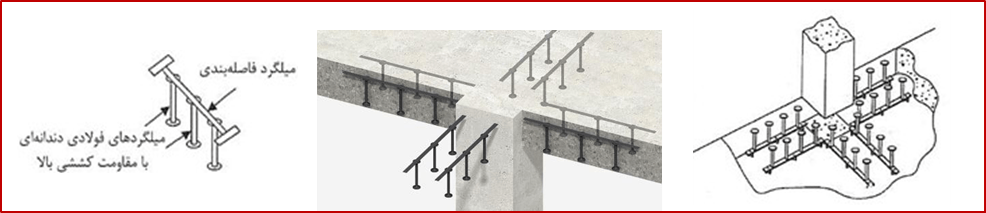 میلگرد فاصله‌بندی
میلگردهای فولادی دندانه‌ای
با مقاومت کششی بالا